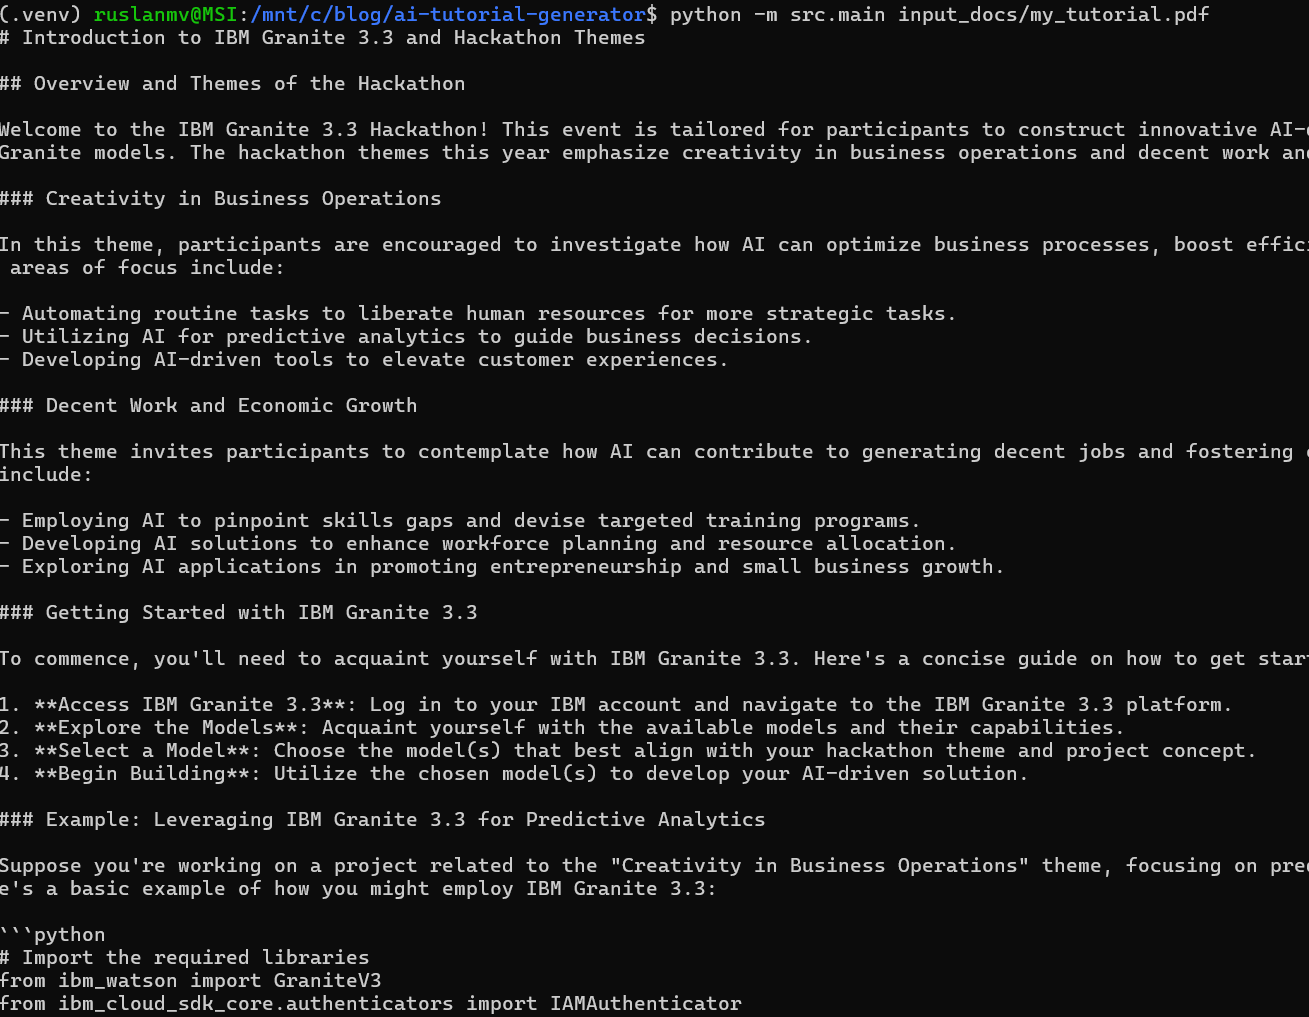 (.venv) ruslanmv@MSI:/mnt/c/blog/ai-tutorial-generator$ python -m src.main input_docs/my_tutorial.pdf
# Introduction to IBM Granite 3.3 and Hackathon Themes
## Overview and Themes of the Hackathon
Welcome to the IBM Granite 3.3 Hackathon! This event is tailored for participants to construct innovative AI-
Granite models. The hackathon themes this year emphasize creativity in business operations and decent work and
### Creativity in Business Operations
In this theme, participants are encouraged to investigate how AI can optimize business processes, boost effici
areas of focus include:
- Automating routine tasks to liberate human resources for more strategic tasks.
- Utilizing AI for predictive analytics to guide business decisions.
- Developing AI-driven tools to elevate customer experiences.
### Decent Work and Economic Growth
This theme invites participants to contemplate how AI can contribute to generating decent jobs and fostering
include:
- Employing AI to pinpoint skills gaps and devise targeted training programs.
- Developing AI solutions to enhance workforce planning and resource allocation.
- Exploring AI applications in promoting entrepreneurship and small business growth.
### Getting Started with IBM Granite 3.3
To commence, you'll need to acquaint yourself with IBM Granite 3.3. Here's a concise guide on how to get start
1. **Access IBM Granite 3.3**: Log in to your IBM account and navigate to the IBM Granite 3.3 platform.
2. **Explore the Models**: Acquaint yourself with the available models and their capabilities.
3. **Select a Model**: Choose the model(s) that best align with your hackathon theme and project concept.
4. **Begin Building**: Utilize the chosen model(s) to develop your AI-driven solution.
### Example: Leveraging IBM Granite 3.3 for Predictive Analytics
Suppose you're working on a project related to the "Creativity in Business Operations" theme, focusing on pred
e's a basic example of how you might employ IBM Granite 3.3:
```python
# Import the required libraries
from ibm_watson import GraniteV3
from ibm_cloud_sdk_core.authenticators import IAMAuthenticator